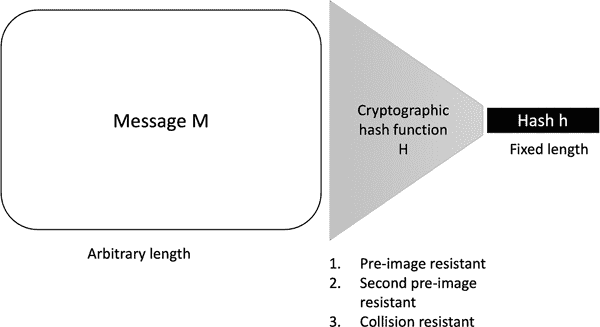 Message M
Cryptographic
hash function
H
Hash h
Fixed length
Arbitrary length
1. Pre-image resistant
2. Second pre-image
resistant
3. Collision resistant